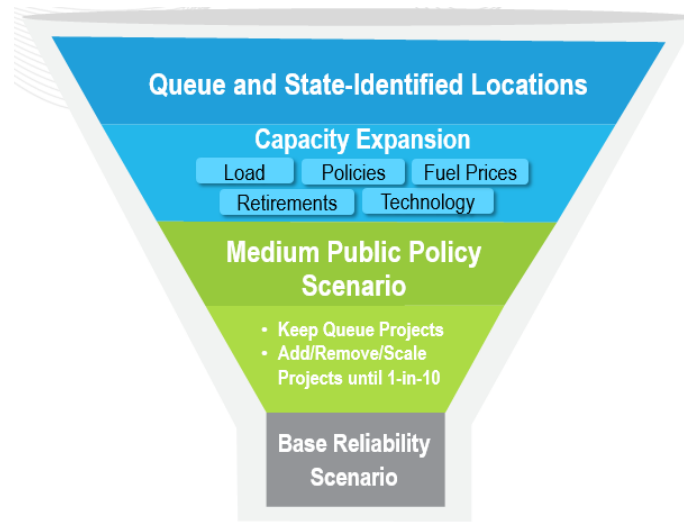 Queue and State-Identified Locations
Capacity Expansion
Load Policies Fuel Prices
Retirements Technology
Medium Public Policy
Scenario
• Keep Queue Projects
• Add/Remove/Scale
Projects until 1-in-10
Base Reliability
Scenario